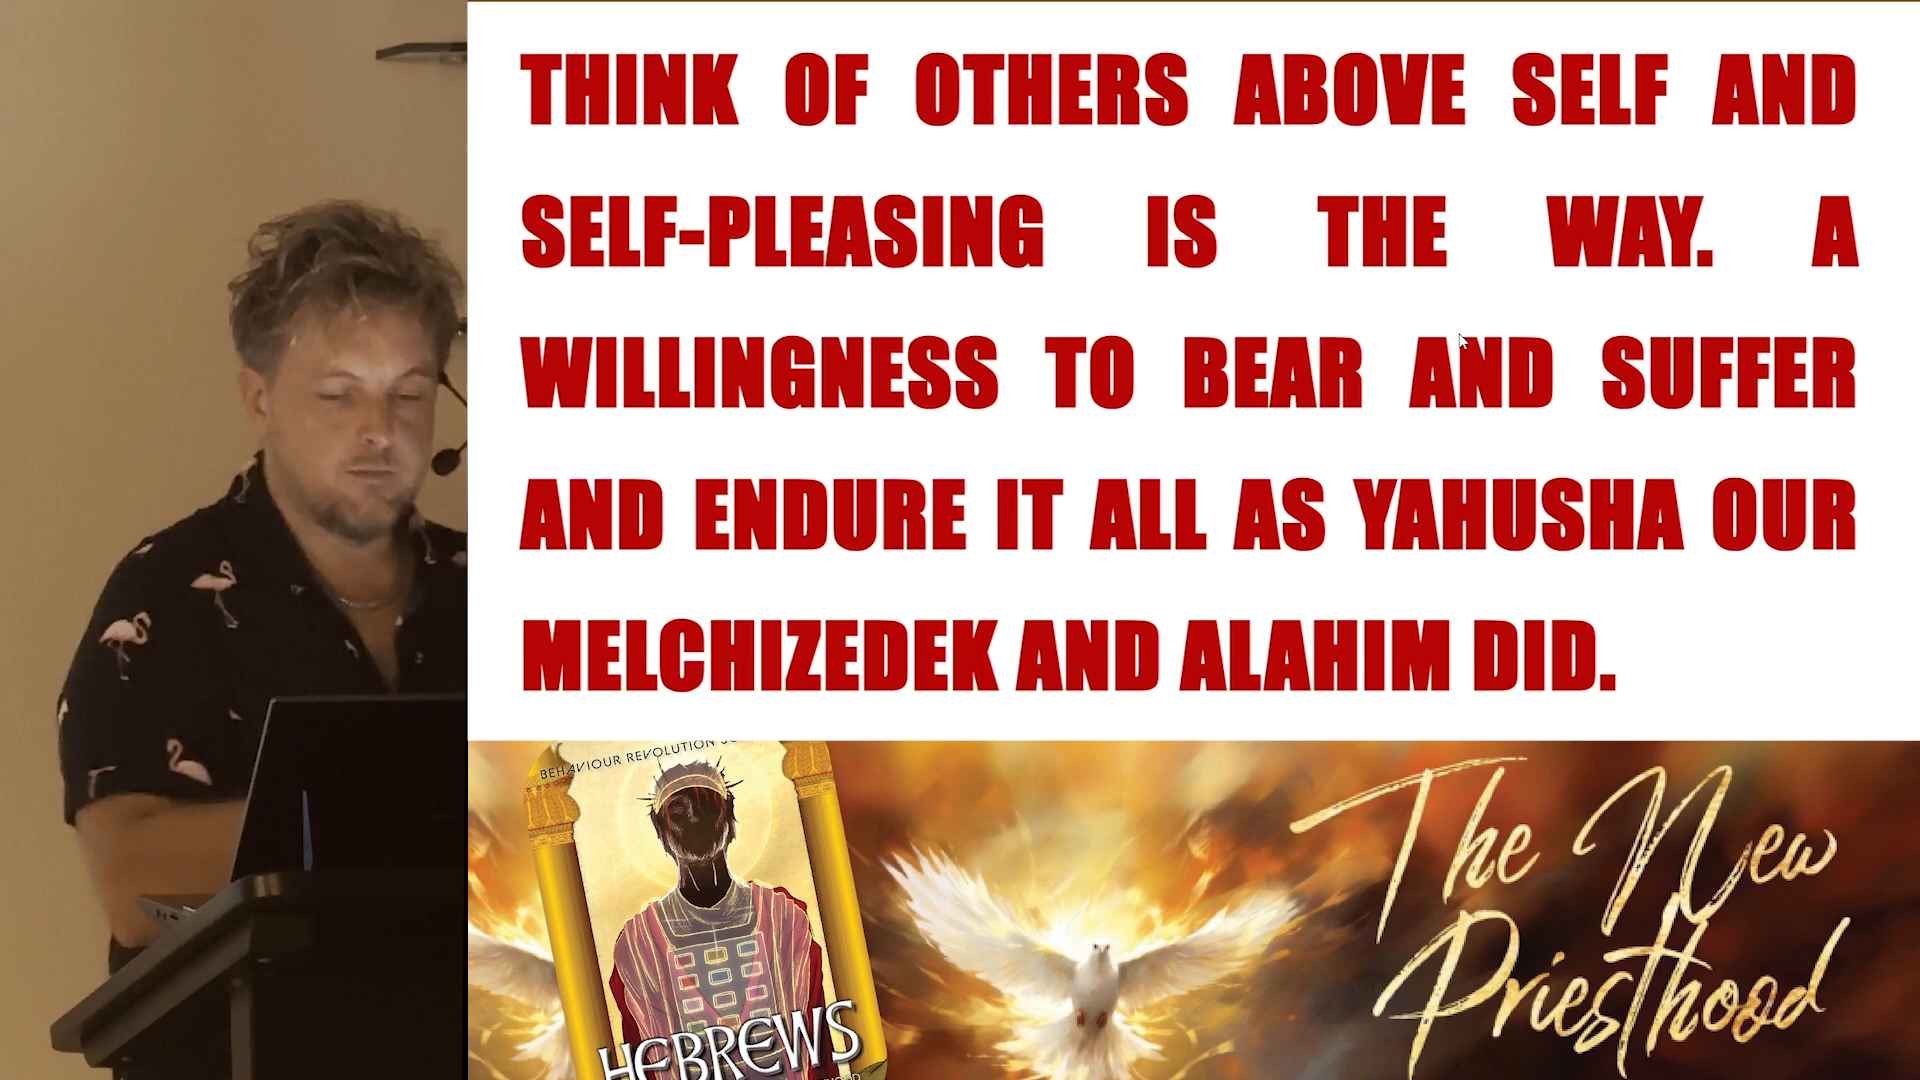 THINK OF OTHERS ABOVE SELF AND
SELF-PLEASING IS THE WAY. A
WILLINGNESS TO BEAR AND SUFFER
AND ENDURE IT ALL AS YAHUSHA OUR
MELCHIZEDEK AND ALAHIM DID.
BEHAVIOUR REVOLUTION
HEBREWS
The New
Priesthood